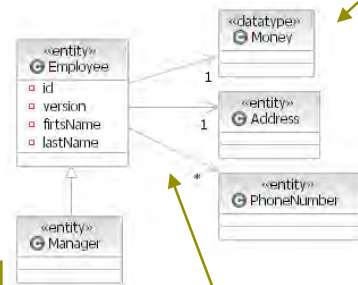 «datatype»
Money
«entity»
Employee
id
version
firtsName
lastName
1
1
*
«entity»
Address
«entity»
PhoneNumber
«entity»
Manager